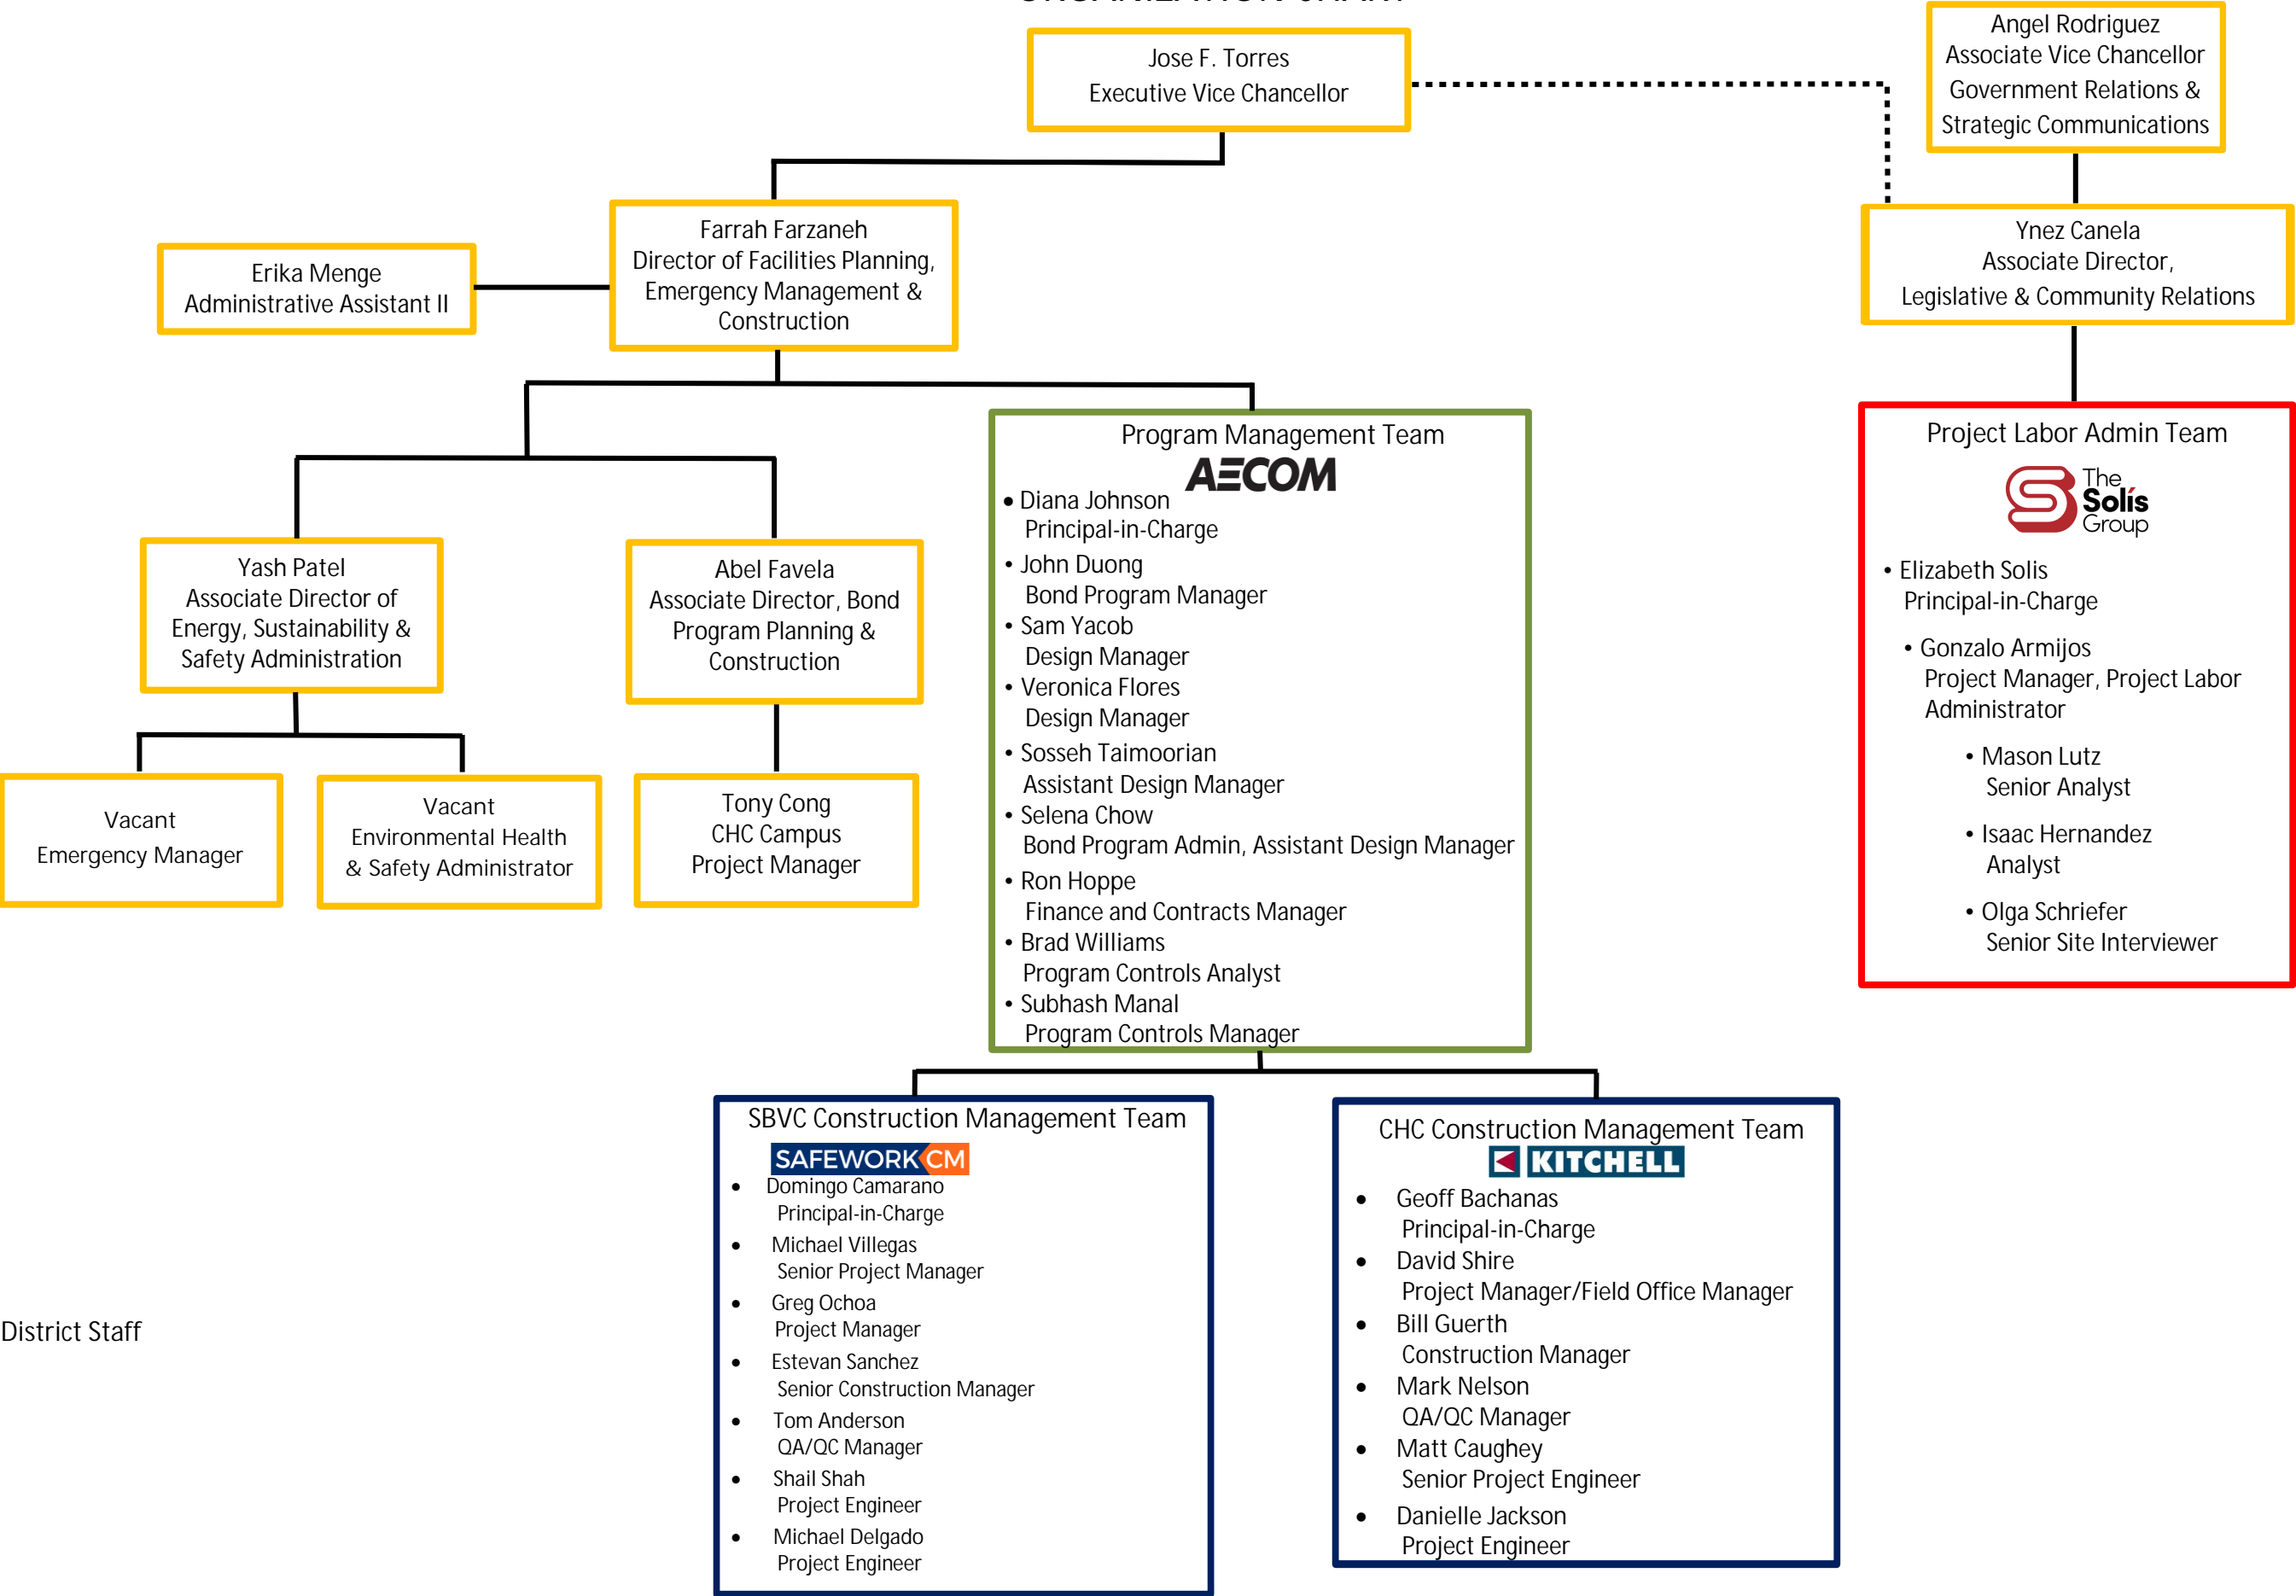 ORGANIZATION CHART
Jose F. Torres
Executive Vice Chancellor
Angel Rodriguez
Associate Vice Chancellor
Government Relations &
Strategic Communications
Farrah Farzaneh
Director of Facilities Planning,
Emergency Management &
Construction
Erika Menge
Administrative Assistant II
Ynez Canela
Associate Director,
Legislative & Community Relations
Yash Patel
Associate Director of
Energy, Sustainability &
Safety Administration
Abel Favela
Associate Director, Bond
Program Planning &
Construction
Vacant
Emergency Manager
Vacant
Environmental Health
& Safety Administrator
Tony Cong
CHC Campus
Project Manager
Program Management Team
AECOM
• Diana Johnson
Principal-in-Charge
• John Duong
Bond Program Manager
• Sam Yacob
Design Manager
• Veronica Flores
Design Manager
• Sosseh Taimoorian
Assistant Design Manager
• Selena Chow
Bond Program Admin, Assistant Design Manager
• Ron Hoppe
Finance and Contracts Manager
• Brad Williams
Program Controls Analyst
• Subhash Manal
Program Controls Manager
Project Labor Admin Team
The
Solís
Group
• Elizabeth Solis
Principal-in-Charge
• Gonzalo Armijos
Project Manager, Project Labor
Administrator
• Mason Lutz
Senior Analyst
• Isaac Hernandez
Analyst
• Olga Schriefer
Senior Site Interviewer
SBVC Construction Management Team
SAFEWORK CM
• Domingo Camarano
Principal-in-Charge
• Michael Villegas
Senior Project Manager
• Greg Ochoa
Project Manager
• Estevan Sanchez
Senior Construction Manager
• Tom Anderson
QA/QC Manager
• Shail Shah
Project Engineer
• Michael Delgado
Project Engineer
CHC Construction Management Team
KITCHELL
• Geoff Bachanas
Principal-in-Charge
• David Shire
Project Manager/Field Office Manager
• Bill Guerth
Construction Manager
• Mark Nelson
QA/QC Manager
• Matt Caughey
Senior Project Engineer
• Danielle Jackson
Project Engineer
District Staff